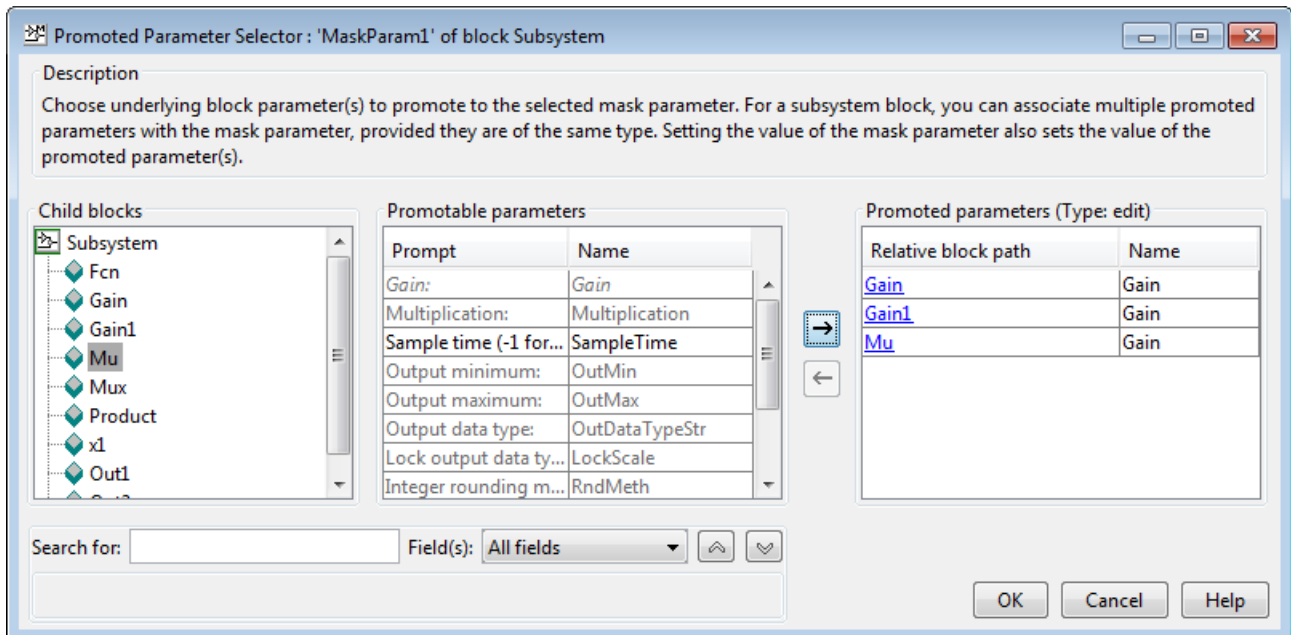 Promoted Parameter Selector : 'MaskParam1' of block Subsystem
Description
Choose underlying block parameter(s) to promote to the selected mask parameter. For a subsystem block, you can associate multiple promoted
parameters with the mask parameter, provided they are of the same type. Setting the value of the mask parameter also sets the value of the
promoted parameter(s).
Child blocks
Subsystem
Fcn
Gain
Gain1
Mu
Mux
Product
x1
Out1
Promotable parameters
Prompt Name
Gain: Gain
Multiplication: Multiplication
Sample time (-1 for... SampleTime
Output minimum: OutMin
Output maximum: OutMax
Output data type: OutDataTypeStr
Lock output data ty... LockScale
Integer rounding m... RndMeth
Promoted parameters (Type: edit)
Relative block path Name
Gain Gain
Gain1 Gain
Mu Gain
Search for: Field(s): All fields
OK Cancel Help